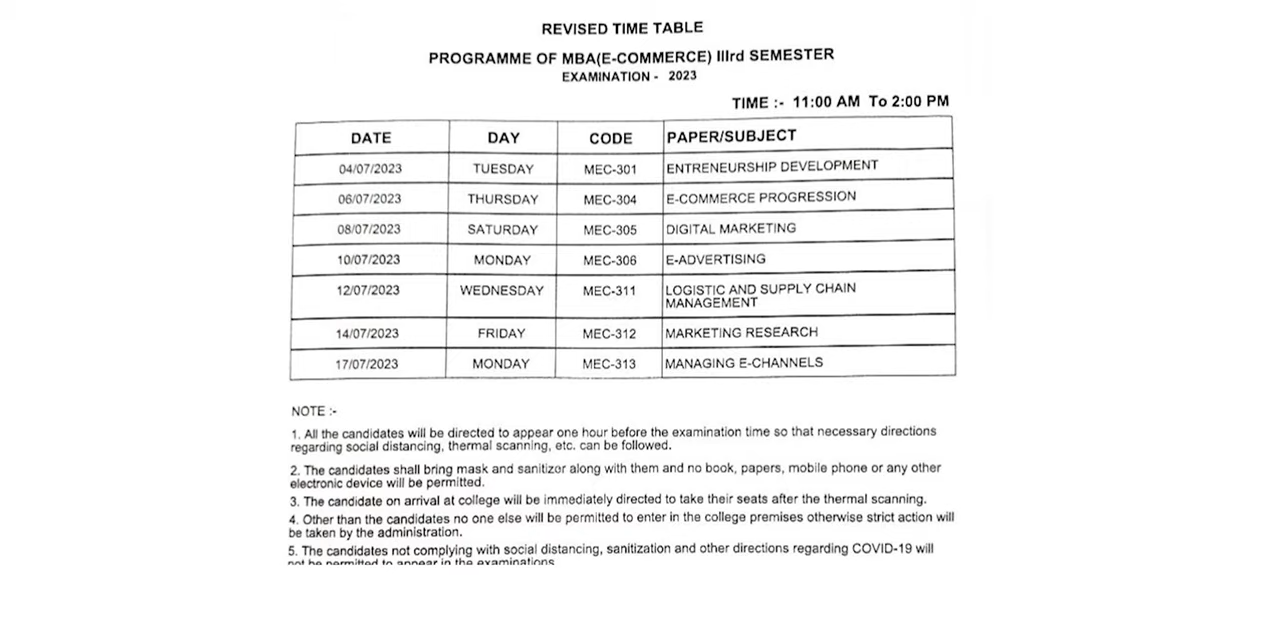 REVISED TIME TABLE
PROGRAMME OF MBA(E-COMMERCE) IIIrd SEMESTER
EXAMINATION - 2023
TIME :- 11:00 AM To 2:00 PM
DATE DAY CODE PAPER/SUBJECT
04/07/2023 TUESDAY MEC-301 ENTRENEURSHIP DEVELOPMENT
06/07/2023 THURSDAY MEC-304 E-COMMERCE PROGRESSION
08/07/2023 SATURDAY MEC-305 DIGITAL MARKETING
10/07/2023 MONDAY MEC-306 E-ADVERTISING
12/07/2023 WEDNESDAY MEC-311 LOGISTIC AND SUPPLY CHAIN
MANAGEMENT
14/07/2023 FRIDAY MEC-312 MARKETING RESEARCH
17/07/2023 MONDAY MEC-313 MANAGING E-CHANNELS
NOTE :-
1. All the candidates will be directed to appear one hour before the examination time so that necessary directions
regarding social distancing, thermal scanning, etc. can be followed.
2. The candidates shall bring mask and sanitizor along with them and no book, papers, mobile phone or any other
electronic device will be permitted.
3. The candidate on arrival at college will be immediately directed to take their seats after the thermal scanning.
4. Other than the candidates no one else will be permitted to enter in the college premises otherwise strict action will
be taken by the administration.
5. The candidates not complying with social distancing, sanitization and other directions regarding COVID-19 will
not be permitted to appear in the examinations